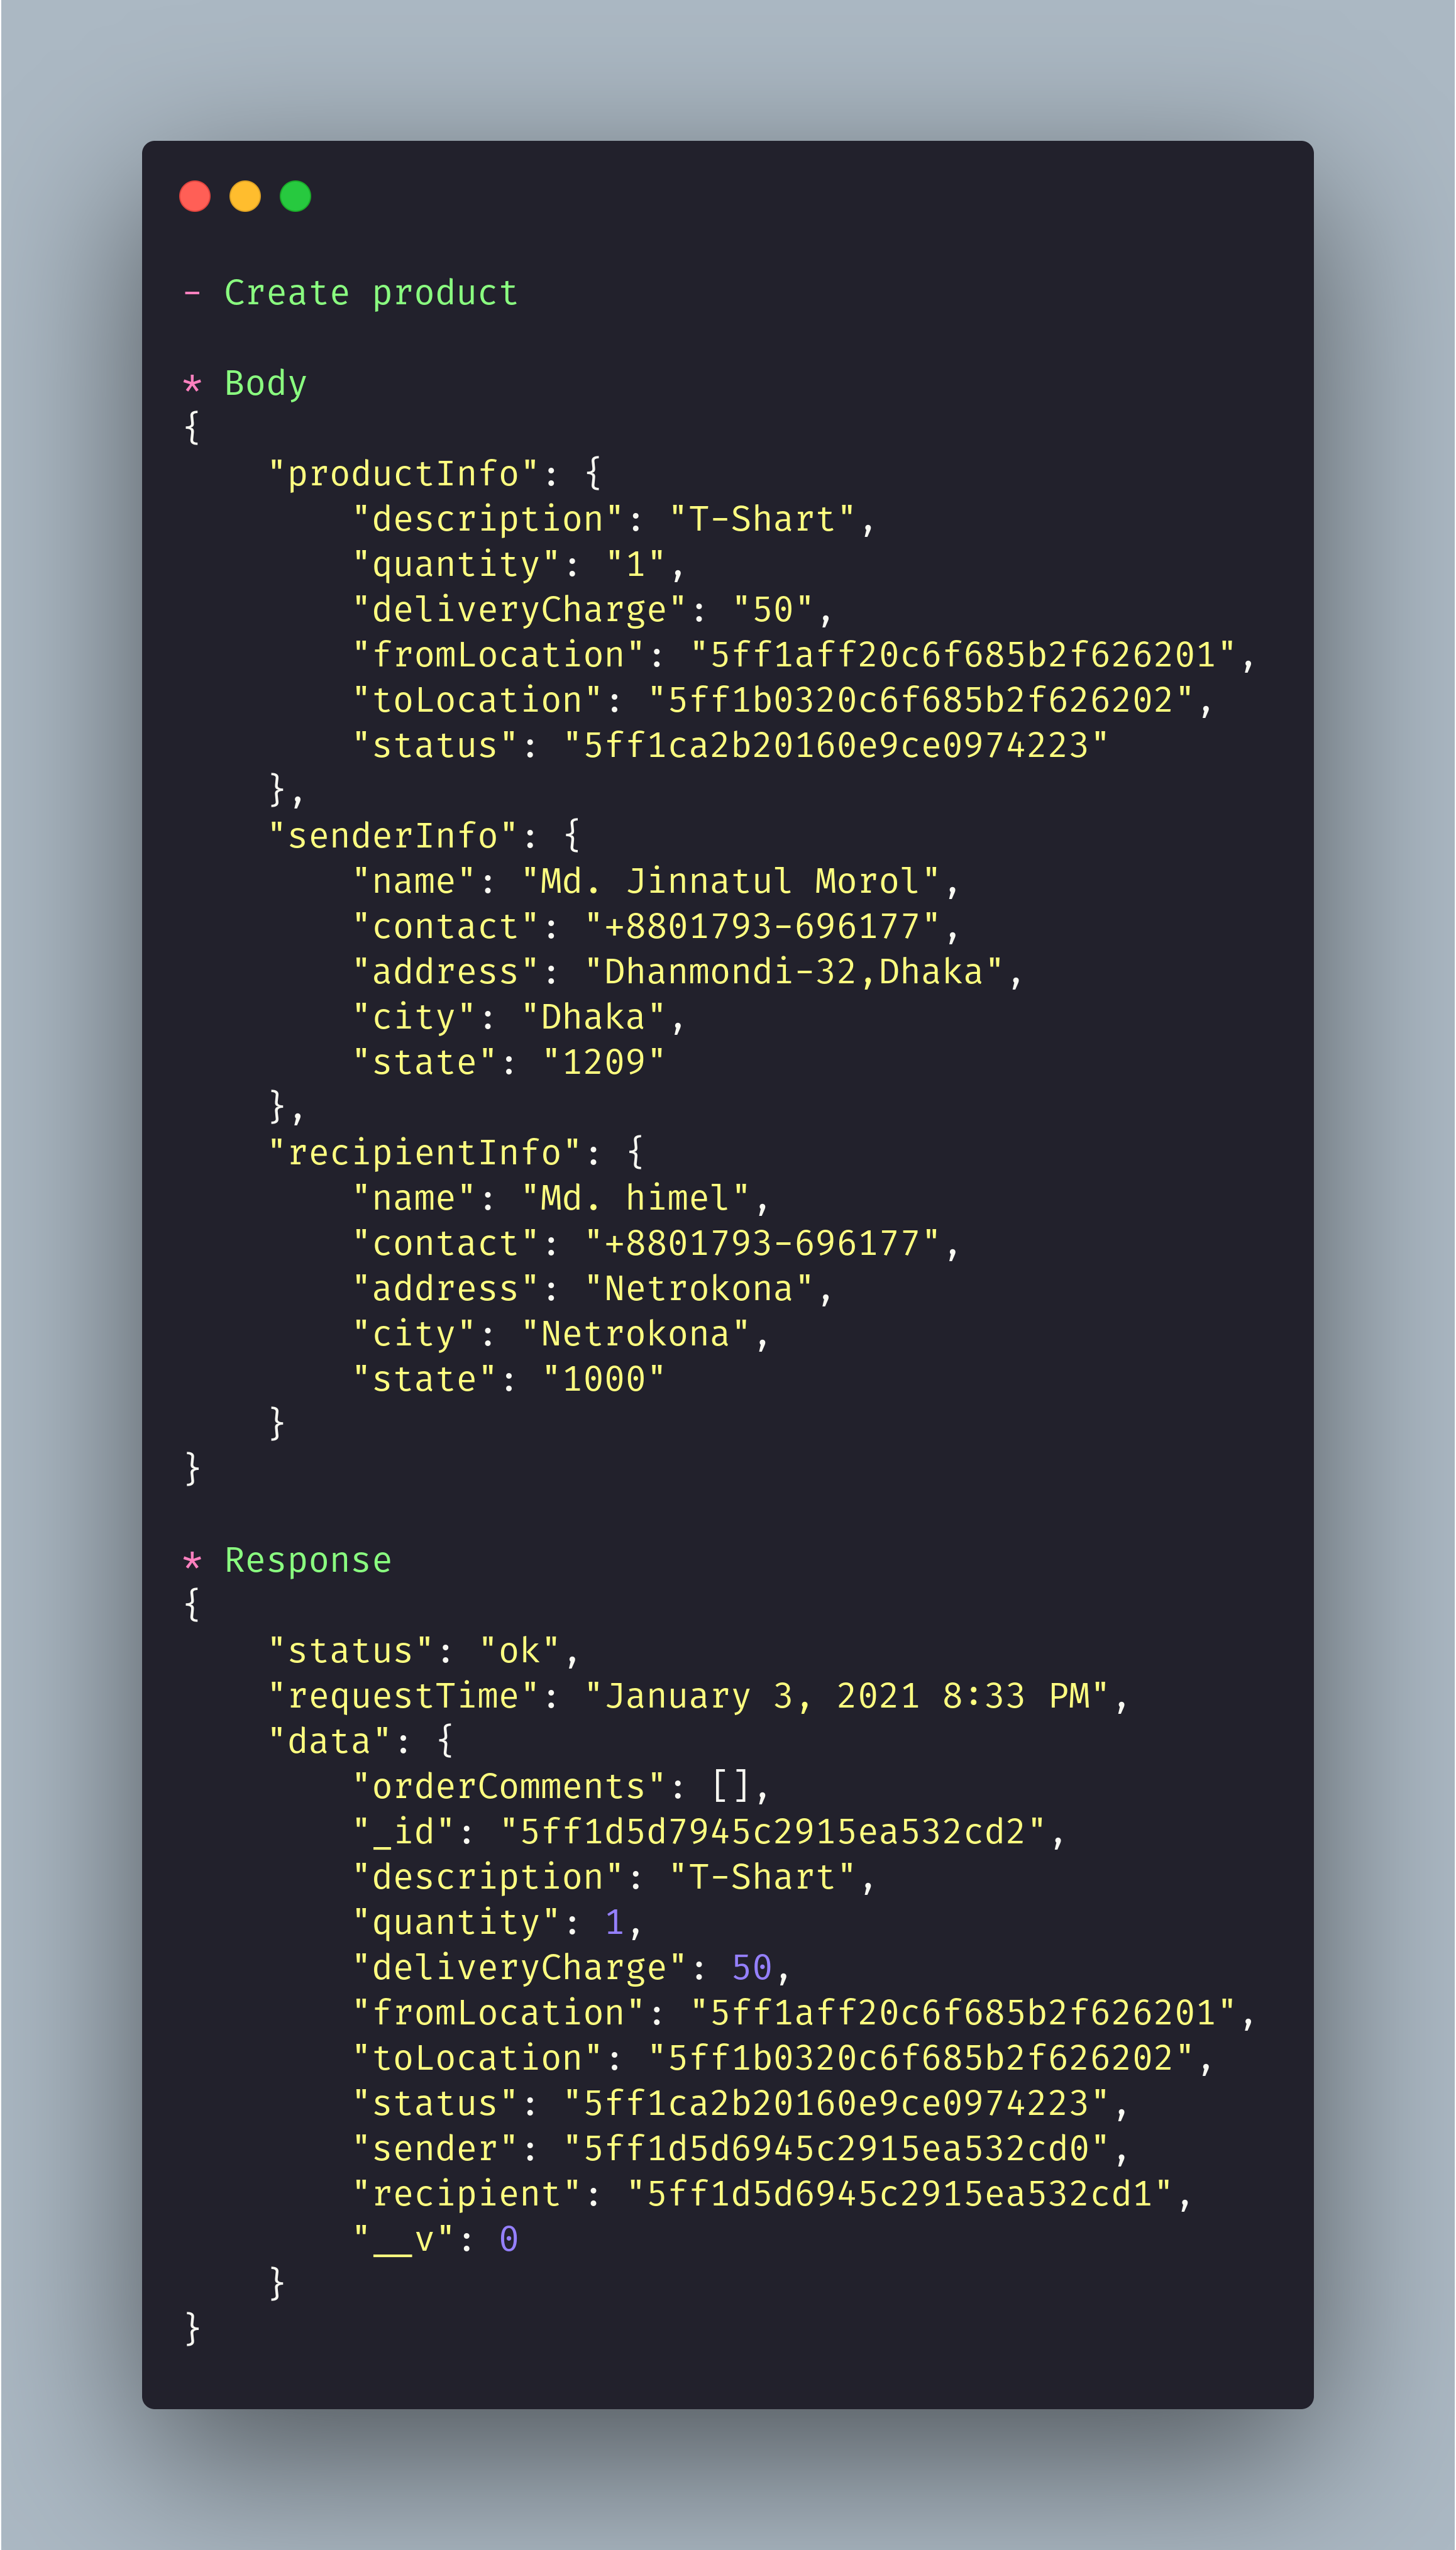 - Create product

* Body
{
    "productInfo": {
        "description": "T-Shart",
        "quantity": "1",
        "deliveryCharge": "50",
        "fromLocation": "5ff1aff20c6f685b2f626201",
        "toLocation": "5ff1b0320c6f685b2f626202",
        "status": "5ff1ca2b20160e9ce0974223"
    },
    "senderInfo": {
        "name": "Md. Jinnatul Morol",
        "contact": "+8801793-696177",
        "address": "Dhanmondi-32,Dhaka",
        "city": "Dhaka",
        "state": "1209"
    },
    "recipientInfo": {
        "name": "Md. himel",
        "contact": "+8801793-696177",
        "address": "Netrokona",
        "city": "Netrokona",
        "state": "1000"
    }
}

* Response
{
    "status": "ok",
    "requestTime": "January 3, 2021 8:33 PM",
    "data": {
        "orderComments": [],
        "_id": "5ff1d5d7945c2915ea532cd2",
        "description": "T-Shart",
        "quantity": 1,
        "deliveryCharge": 50,
        "fromLocation": "5ff1aff20c6f685b2f626201",
        "toLocation": "5ff1b0320c6f685b2f626202",
        "status": "5ff1ca2b20160e9ce0974223",
        "sender": "5ff1d5d6945c2915ea532cd0",
        "recipient": "5ff1d5d6945c2915ea532cd1",
        "__v": 0
    }
}